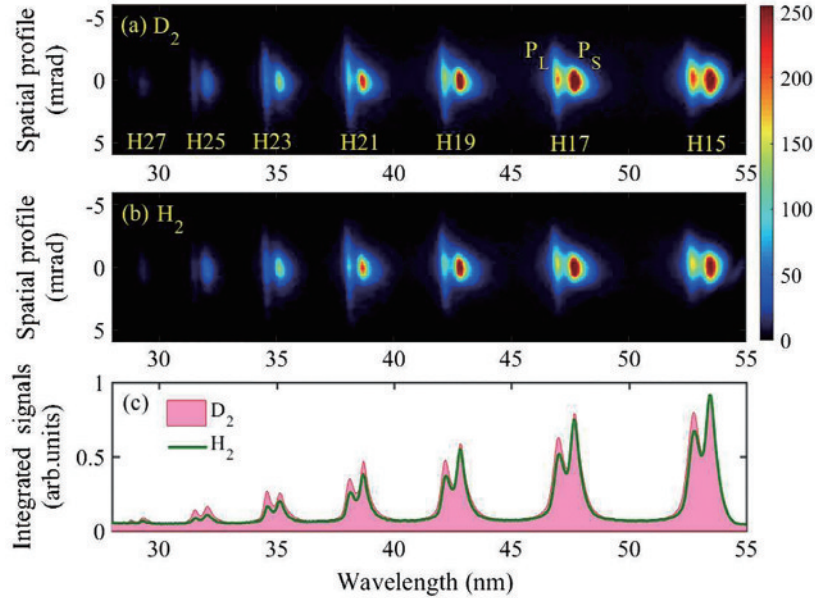 (a) D2
-5
0
5
Spatial profile
(mrad)
PL PS
H27 H25 H23 H21 H19 H17 H15
30 35 40 45 50 55
250
200
150
100
50
0
(b) H2
-5
0
5
Spatial profile
(mrad)
30 35 40 45 50 55
(c)
D2
H2
1
0.5
0
Integrated signals
(arb.units)
30 35 40 45 50 55
Wavelength (nm)